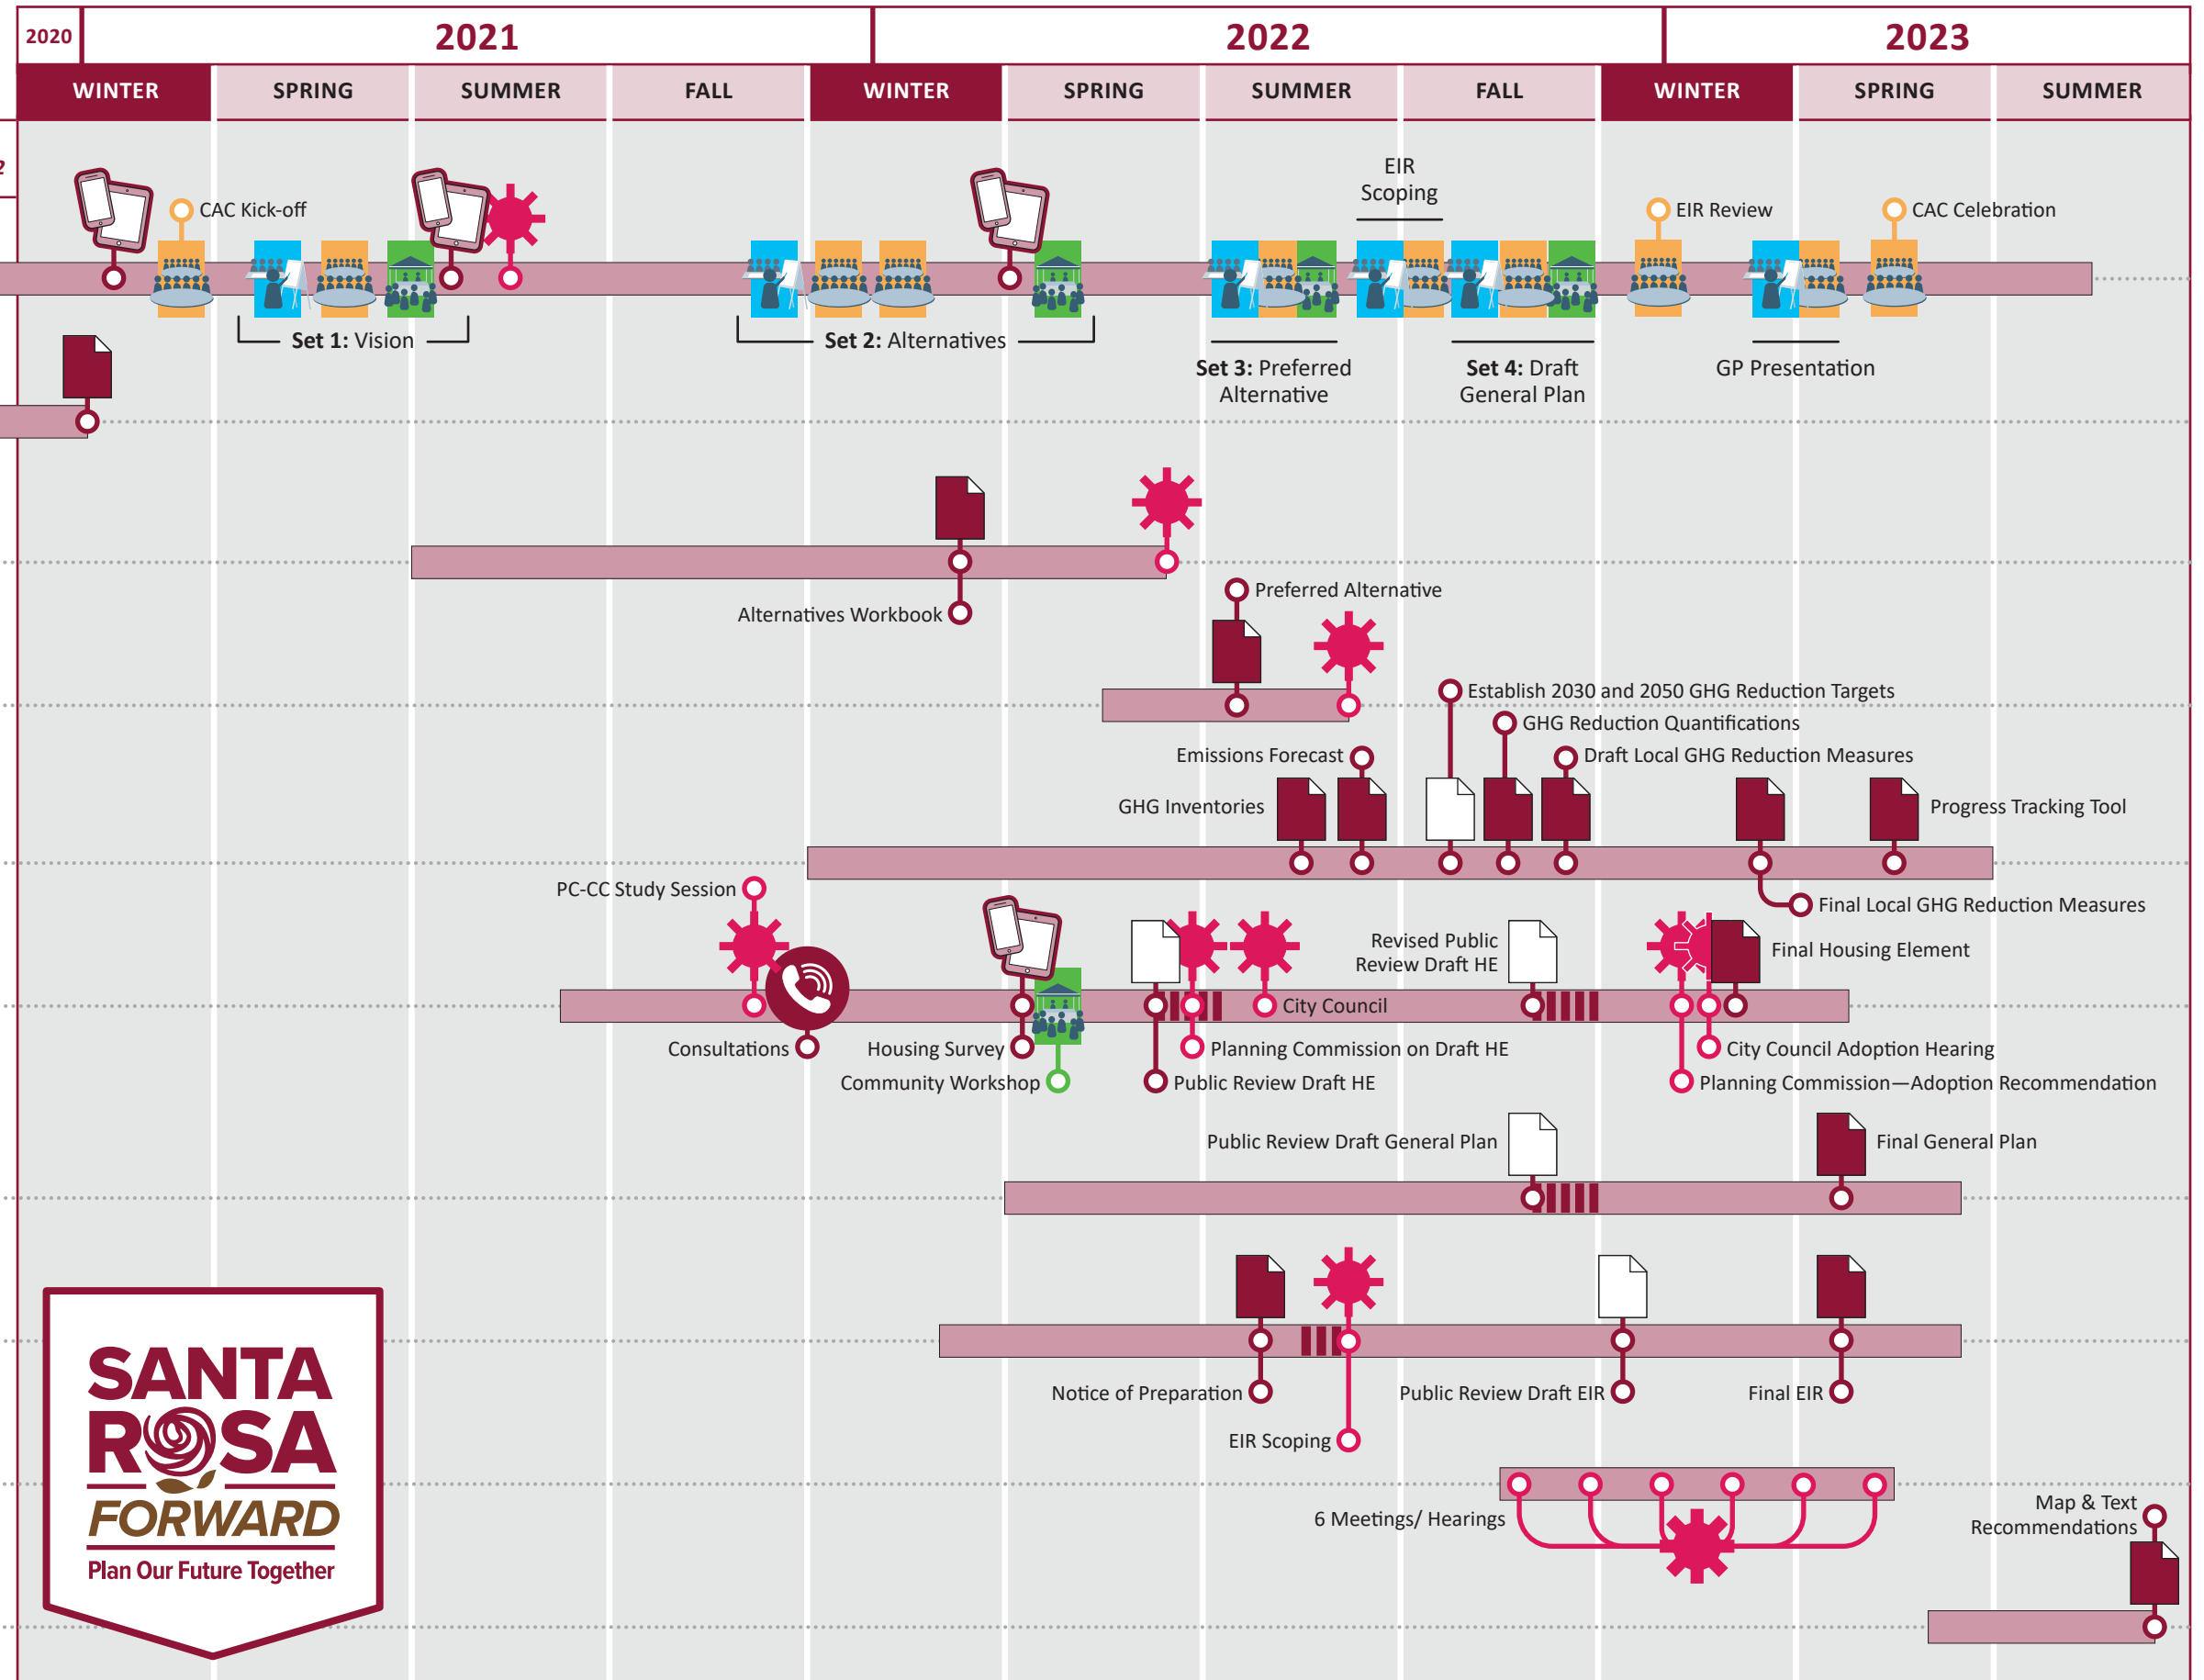 2020
2021
2022
2023
WINTER
SPRING
SUMMER
FALL
WINTER
SPRING
SUMMER
FALL
WINTER
SPRING
SUMMER
EIR
Scoping
CAC Kick-off
EIR Review
CAC Celebration
Set 1: Vision
Set 2: Alternatives
Set 3: Preferred
Alternative
Set 4: Draft
General Plan
GP Presentation
Alternatives Workbook
Preferred Alternative
Establish 2030 and 2050 GHG Reduction Targets
GHG Reduction Quantifications
Emissions Forecast
Draft Local GHG Reduction Measures
GHG Inventories
Progress Tracking Tool
Final Local GHG Reduction Measures
PC-CC Study Session
Revised Public
Review Draft HE
Final Housing Element
City Council
Consultations
Housing Survey
Planning Commission on Draft HE
City Council Adoption Hearing
Community Workshop
Public Review Draft HE
Planning Commission—Adoption Recommendation
Public Review Draft General Plan
Final General Plan
Notice of Preparation
Public Review Draft EIR
Final EIR
EIR Scoping
6 Meetings/ Hearings
Map & Text
Recommendations
SANTA
ROSA
FORWARD
Plan Our Future Together